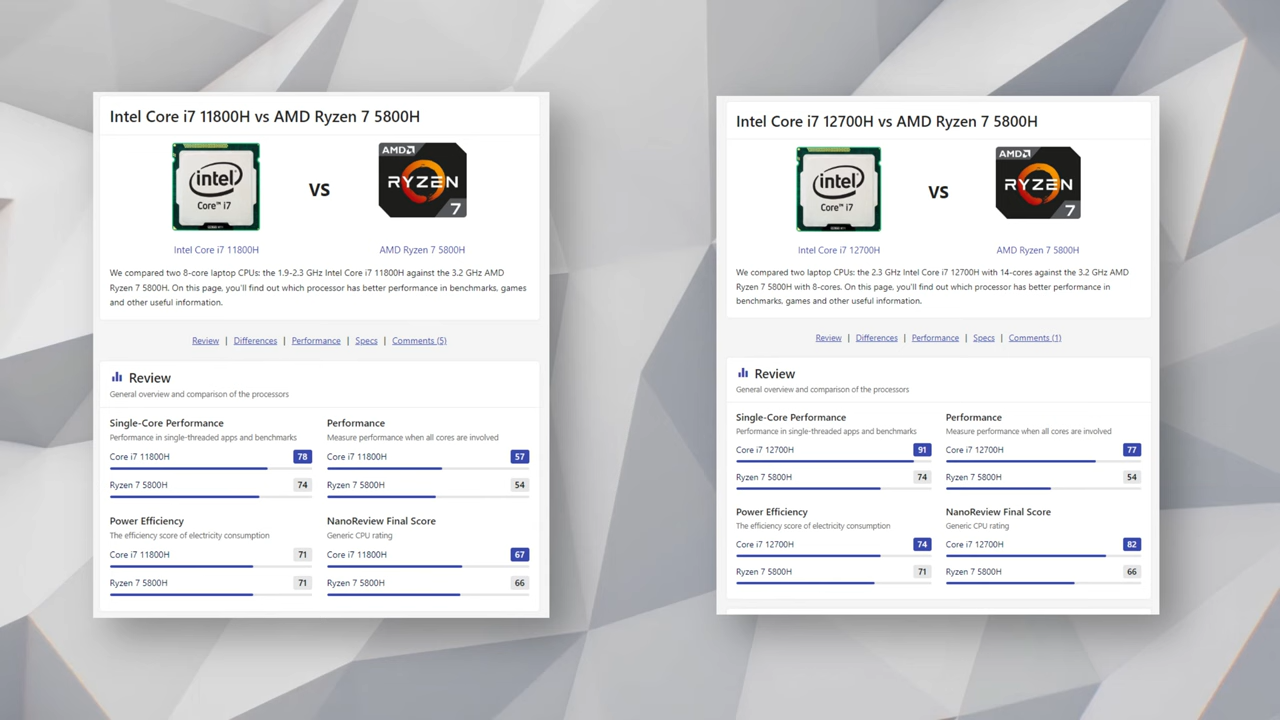 Intel Core i7 11800H vs AMD Ryzen 7 5800H
intel
Core™ i7
VS
AMD
RYZEN
7
Intel Core i7 11800H
AMD Ryzen 7 5800H
We compared two 8-core laptop CPUs: the 1.9-2.3 GHz Intel Core i7 11800H against the 3.2 GHz AMD
Ryzen 7 5800H. On this page, you'll find out which processor has better performance in benchmarks, games
and other useful information.
Review | Differences | Performance | Specs | Comments (5)
Review
General overview and comparison of the processors
Single-Core Performance
Performance in single-threaded apps and benchmarks
Core i7 11800H 78
Ryzen 7 5800H 74
Performance
Measure performance when all cores are involved
Core i7 11800H 57
Ryzen 7 5800H 54
Power Efficiency
The efficiency score of electricity consumption
Core i7 11800H 71
Ryzen 7 5800H 71
NanoReview Final Score
Generic CPU rating
Core i7 11800H 67
Ryzen 7 5800H 66
Intel Core i7 12700H vs AMD Ryzen 7 5800H
intel
Core™ i7
VS
AMD
RYZEN
7
Intel Core i7 12700H
AMD Ryzen 7 5800H
We compared two laptop CPUs: the 2.3 GHz Intel Core i7 12700H with 14-cores against the 3.2 GHz AMD
Ryzen 7 5800H with 8-cores. On this page, you'll find out which processor has better performance in
benchmarks, games and other useful information.
Review | Differences | Performance | Specs | Comments (1)
Review
General overview and comparison of the processors
Single-Core Performance
Performance in single-threaded apps and benchmarks
Core i7 12700H 91
Ryzen 7 5800H 74
Performance
Measure performance when all cores are involved
Core i7 12700H 77
Ryzen 7 5800H 54
Power Efficiency
The efficiency score of electricity consumption
Core i7 12700H 74
Ryzen 7 5800H 71
NanoReview Final Score
Generic CPU rating
Core i7 12700H 82
Ryzen 7 5800H 66